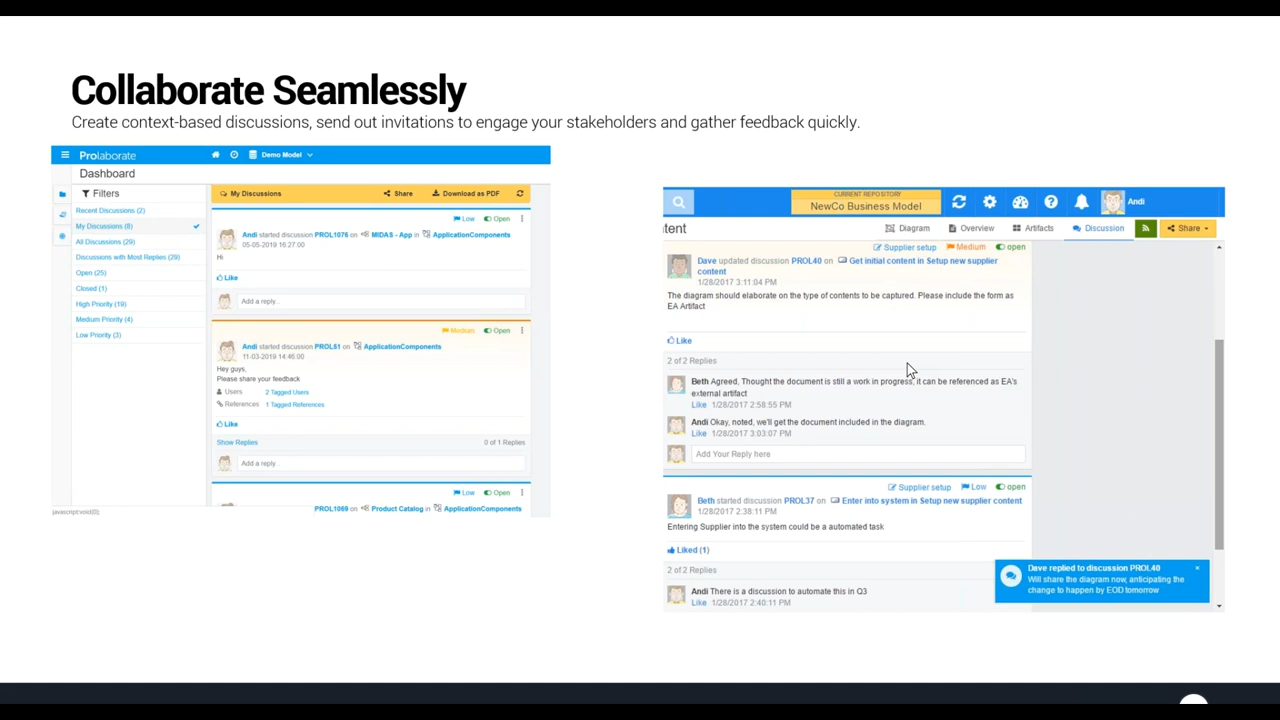 Collaborate Seamlessly
Create context-based discussions, send out invitations to engage your stakeholders and gather feedback quickly.
Prolaborate
Demo Model
Dashboard
Filters
Recent Discussions (2)
My Discussions (8)
All Discussions (29)
Discussions with Most Replies (29)
Open (25)
Closed (1)
High Priority (19)
Medium Priority (4)
Low Priority (3)
javascript:void(0);
My Discussions Share Download as PDF
Low Open
Andi started discussion PROL1076 on MIDAS - App in ApplicationComponents
05-05-2019 16:27:00
Hi
Like
Add a reply...
Medium Open
Andi started discussion PROL51 on ApplicationComponents
11-03-2019 14:46:00
Hey guys,
Please share your feedback
Users 2 Tagged Users
References 1 Tagged References
Like
Show Replies 0 of 1 Replies
Add a reply...
Low Open
PROL1069 on Product Catalog in ApplicationComponents
CURRENT REPOSITORY
NewCo Business Model
Andi
ntent Diagram Overview Artifacts Discussion Share
Supplier setup Medium open
Dave updated discussion PROL40 on Get initial content in Setup new supplier
content
1/28/2017 3:11:04 PM
The diagram should elaborate on the type of contents to be captured. Please include the form as
EA Artifact
Like
2 of 2 Replies
Beth Agreed, Thought the document is still a work in progress, it can be referenced as EA's
external artifact
Like 1/28/2017 2:58:55 PM
Andi Okay, noted, we'll get the document included in the diagram.
Like 1/28/2017 3:03:07 PM
Add Your Reply here
Supplier setup Low open
Beth started discussion PROL37 on Enter into system in Setup new supplier content
1/28/2017 2:38:11 PM
Entering Supplier into the system could be a automated task
Liked (1)
2 of 2 Replies
Andi There is a discussion to automate this in Q3
Like 1/28/2017 2:40:11 PM
Dave replied to discussion PROL40
Will share the diagram now, anticipating the
change to happen by EOD tomorrow